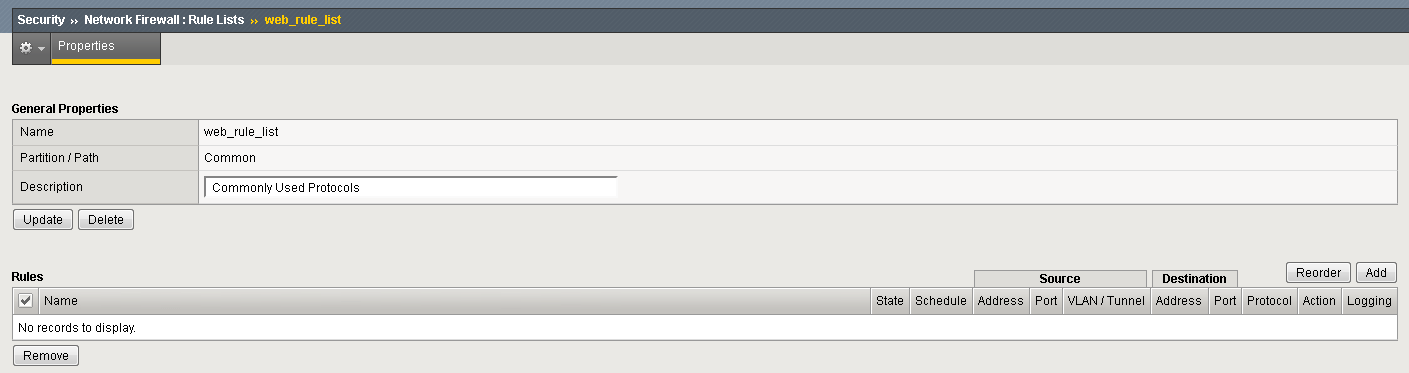 Security ›› Network Firewall : Rule Lists ›› web_rule_list
Properties
General Properties
Name web_rule_list
Partition / Path Common
Description Commonly Used Protocols
Update Delete
Rules Source Destination Reorder Add
Name State Schedule Address Port VLAN / Tunnel Address Port Protocol Action Logging
No records to display.
Remove